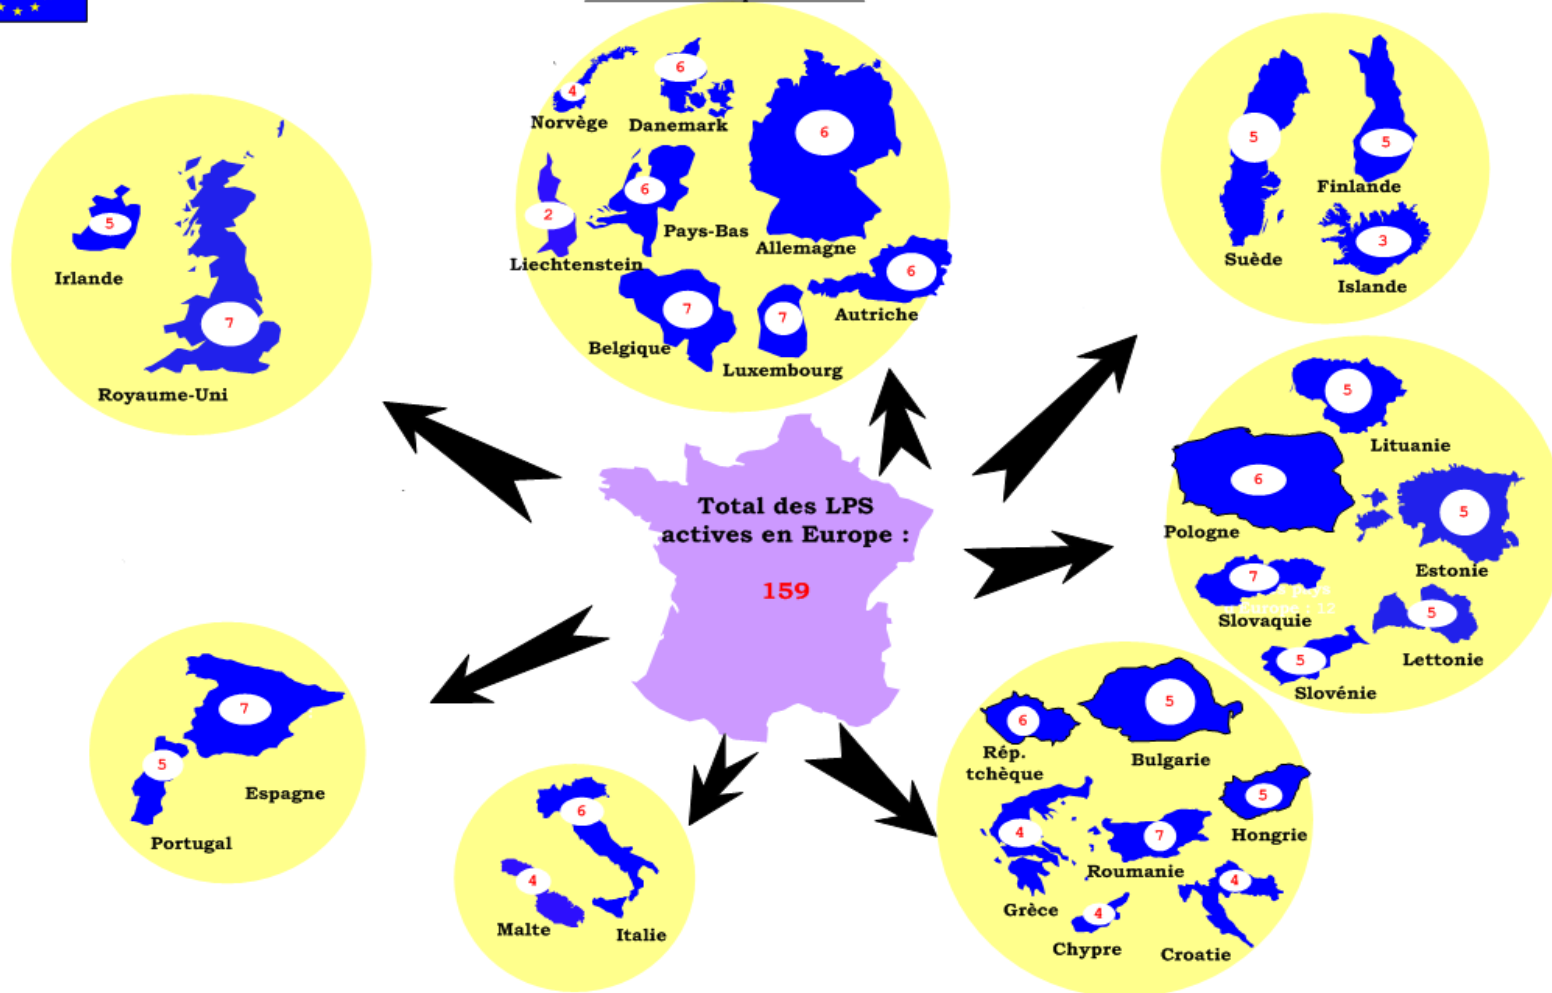 6
4
Norvège
Danemark
6
2
6
Pays-Bas
Allemagne
Liechtenstein
6
Autriche
7
Belgique
7
Luxembourg
5
5
Finlande
3
Suède
Islande
5
Irlande
7
Royaume-Uni
Total des LPS
actives en Europe :
159
5
Lituanie
6
Pologne
5
Estonie
7
pays
Europe : 12
Slovaquie
5
Lettonie
5
Slovénie
7
5
Espagne
Portugal
6
4
Malte
Italie
6
5
Rép.
tchèque
Bulgarie
5
Hongrie
4
7
Roumanie
Grèce
4
4
Chypre
Croatie